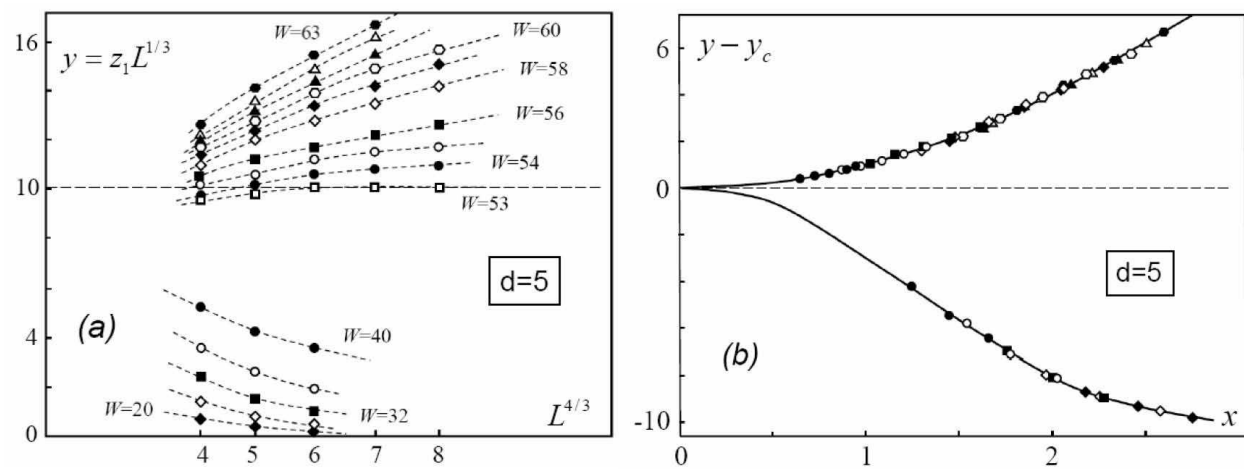 16
y = z₁L^{1/3}
W=63
W=60
W=58
W=56
10
W=54
W=53
d=5
(a)
4
W=40
W=20
W=32
L^{4/3}
0
4 5 6 7 8
6
y − y_c
0
d=5
(b)
-10
x
0 1 2